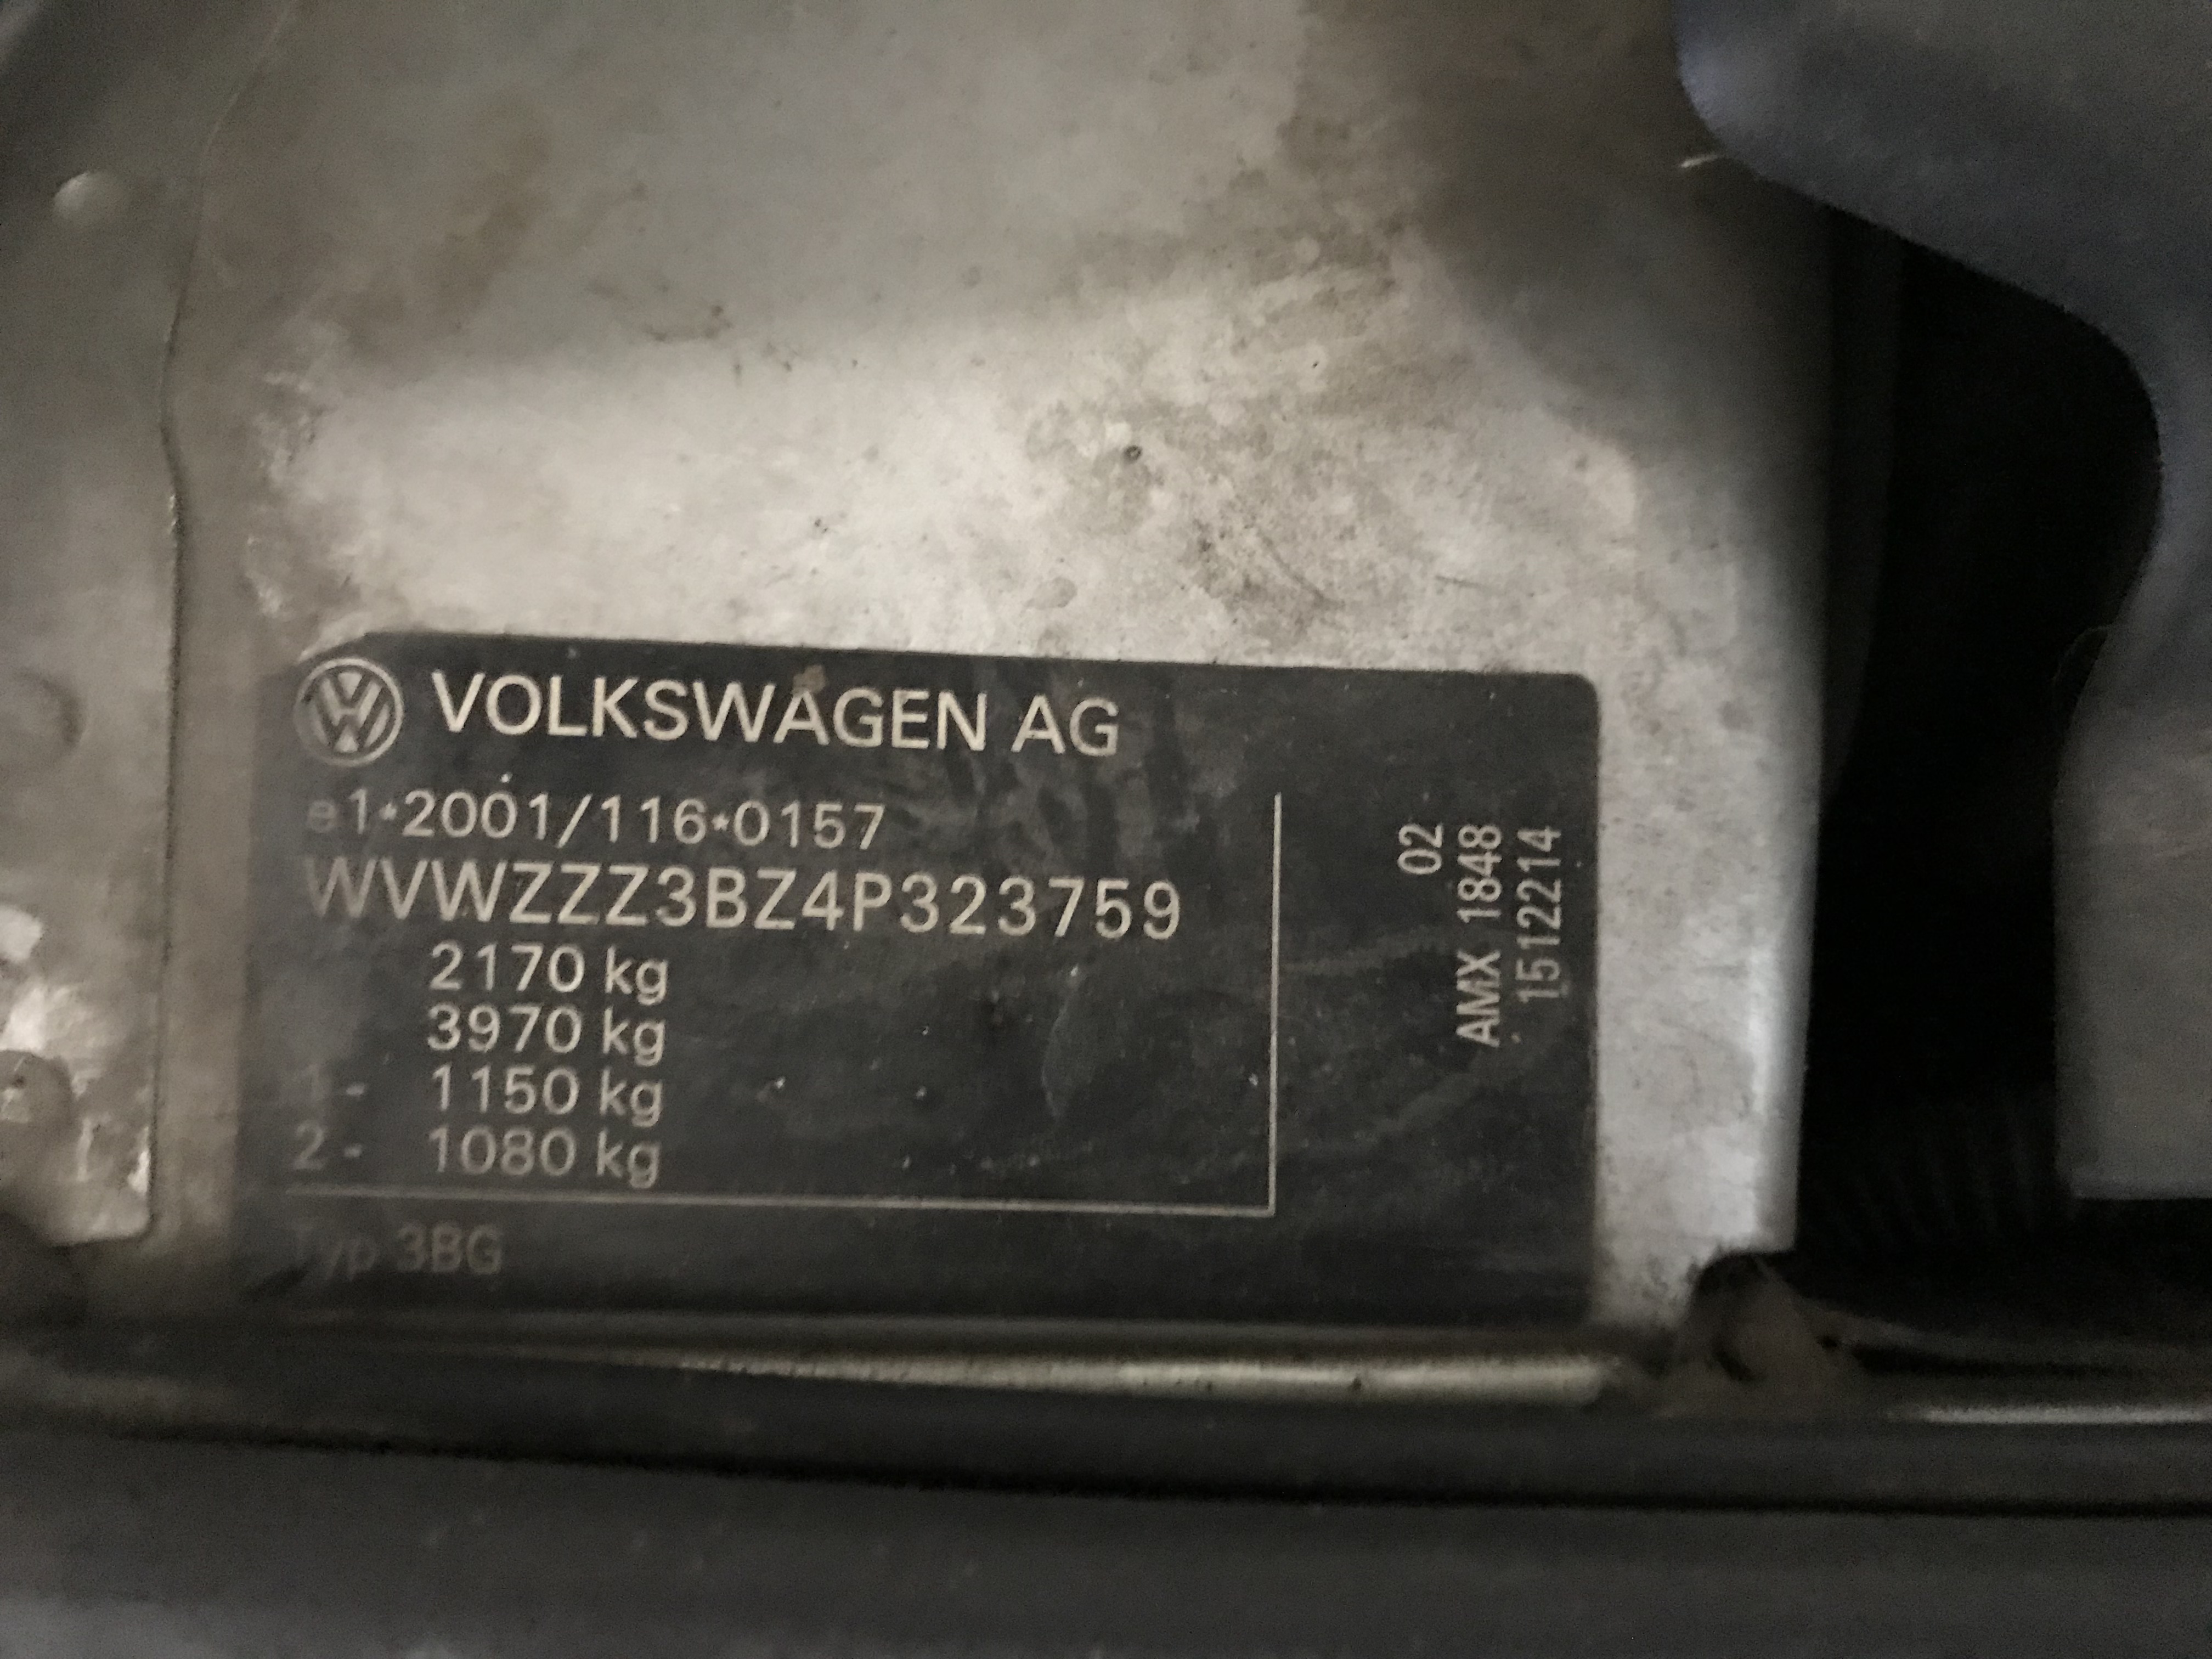 VOLKSWAGEN AG
e1*2001/116*0157
WVWZZZ3BZ4P323759
2170 kg
3970 kg
1- 1150 kg
2- 1080 kg
Typ 3BG
02
AMX 1848
1512214